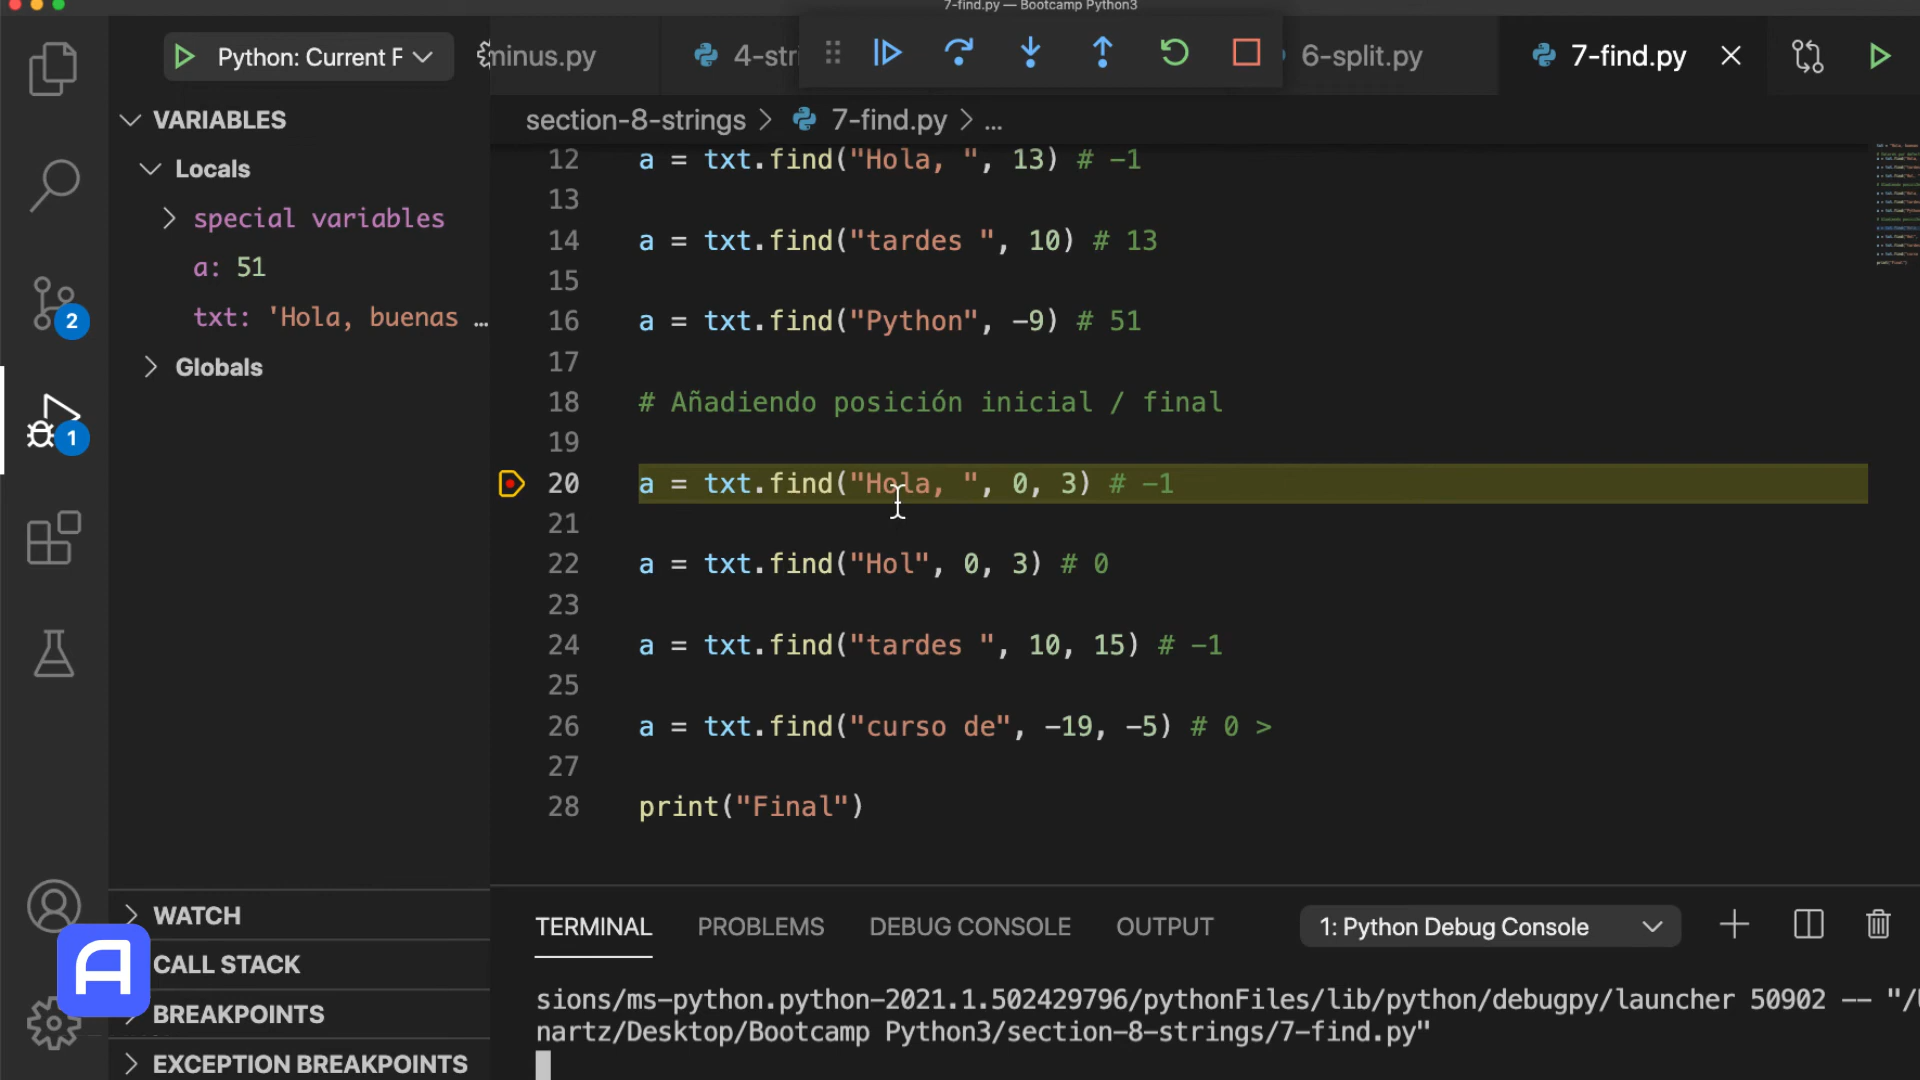 7-find.py — Bootcamp Python3
Python: Current F
minus.py
4-stri
6-split.py
7-find.py
VARIABLES
Locals
special variables
a: 51
txt: 'Hola, buenas …
Globals
2
1
section-8-strings > 7-find.py > ...
12 a = txt.find("Hola, ", 13) # -1
13
14 a = txt.find("tardes ", 10) # 13
15
16 a = txt.find("Python", -9) # 51
17
18 # Añadiendo posición inicial / final
19
20 a = txt.find("Hola, ", 0, 3) # -1
21
22 a = txt.find("Hol", 0, 3) # 0
23
24 a = txt.find("tardes ", 10, 15) # -1
25
26 a = txt.find("curso de", -19, -5) # 0 >
27
28 print("Final")
WATCH
CALL STACK
BREAKPOINTS
EXCEPTION BREAKPOINTS
TERMINAL PROBLEMS DEBUG CONSOLE OUTPUT
1: Python Debug Console
sions/ms-python.python-2021.1.502429796/pythonFiles/lib/python/debugpy/launcher 50902 -- "/
nartz/Desktop/Bootcamp Python3/section-8-strings/7-find.py"